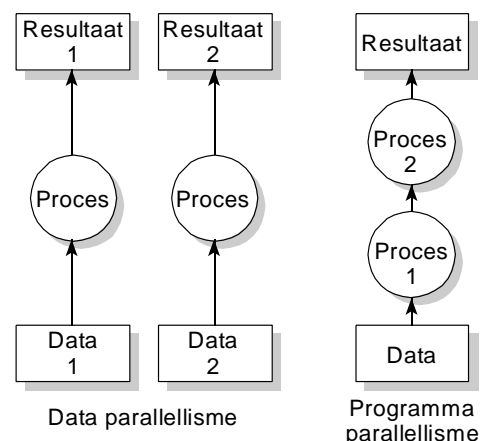 Resultaat
1
Resultaat
2
Proces
Proces
Data
1
Data
2
Data parallellisme
Resultaat
Proces
2
Proces
1
Data
Programma
parallellisme